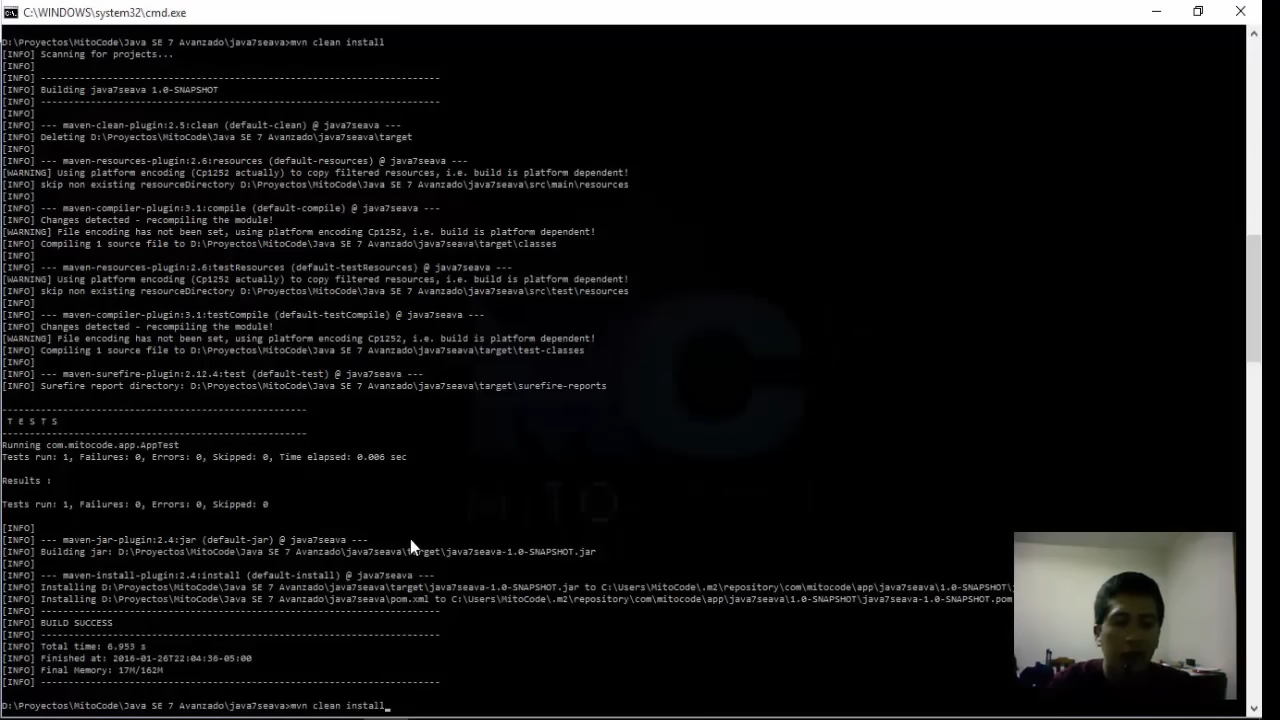 C:\WINDOWS\system32\cmd.exe
D:\Proyectos\MitoCode\Java SE 7 Avanzado\java7seava>mvn clean install
[INFO] Scanning for projects...
[INFO]
[INFO] ------------------------------------------------------------------------
[INFO] Building java7seava 1.0-SNAPSHOT
[INFO] ------------------------------------------------------------------------
[INFO]
[INFO] --- maven-clean-plugin:2.5:clean (default-clean) @ java7seava ---
[INFO] Deleting D:\Proyectos\MitoCode\Java SE 7 Avanzado\java7seava\target
[INFO]
[INFO] --- maven-resources-plugin:2.6:resources (default-resources) @ java7seava ---
[WARNING] Using platform encoding (Cp1252 actually) to copy filtered resources, i.e. build is platform dependent!
[INFO] skip non existing resourceDirectory D:\Proyectos\MitoCode\Java SE 7 Avanzado\java7seava\src\main\resources
[INFO]
[INFO] --- maven-compiler-plugin:3.1:compile (default-compile) @ java7seava ---
[INFO] Changes detected - recompiling the module!
[WARNING] File encoding has not been set, using platform encoding Cp1252, i.e. build is platform dependent!
[INFO] Compiling 1 source file to D:\Proyectos\MitoCode\Java SE 7 Avanzado\java7seava\target\classes
[INFO]
[INFO] --- maven-resources-plugin:2.6:testResources (default-testResources) @ java7seava ---
[WARNING] Using platform encoding (Cp1252 actually) to copy filtered resources, i.e. build is platform dependent!
[INFO] skip non existing resourceDirectory D:\Proyectos\MitoCode\Java SE 7 Avanzado\java7seava\src\test\resources
[INFO]
[INFO] --- maven-compiler-plugin:3.1:testCompile (default-testCompile) @ java7seava ---
[INFO] Changes detected - recompiling the module!
[WARNING] File encoding has not been set, using platform encoding Cp1252, i.e. build is platform dependent!
[INFO] Compiling 1 source file to D:\Proyectos\MitoCode\Java SE 7 Avanzado\java7seava\target\test-classes
[INFO]
[INFO] --- maven-surefire-plugin:2.12.4:test (default-test) @ java7seava ---
[INFO] Surefire report directory: D:\Proyectos\MitoCode\Java SE 7 Avanzado\java7seava\target\surefire-reports
-------------------------------------------------------
T E S T S
-------------------------------------------------------
Running com.mitocode.app.AppTest
Tests run: 1, Failures: 0, Errors: 0, Skipped: 0, Time elapsed: 0.006 sec
Results :
Tests run: 1, Failures: 0, Errors: 0, Skipped: 0
[INFO]
[INFO] --- maven-jar-plugin:2.4:jar (default-jar) @ java7seava ---
[INFO] Building jar: D:\Proyectos\MitoCode\Java SE 7 Avanzado\java7seava\target\java7seava-1.0-SNAPSHOT.jar
[INFO]
[INFO] --- maven-install-plugin:2.4:install (default-install) @ java7seava ---
[INFO] Installing D:\Proyectos\MitoCode\Java SE 7 Avanzado\java7seava\target\java7seava-1.0-SNAPSHOT.jar to C:\Users\MitoCode\.m2\repository\com\mitocode\app\java7seava\1.0-SNAPSHOT\
[INFO] Installing D:\Proyectos\MitoCode\Java SE 7 Avanzado\java7seava\pom.xml to C:\Users\MitoCode\.m2\repository\com\mitocode\app\java7seava\1.0-SNAPSHOT\java7seava-1.0-SNAPSHOT.pom
[INFO] ------------------------------------------------------------------------
[INFO] BUILD SUCCESS
[INFO] ------------------------------------------------------------------------
[INFO] Total time: 6.953 s
[INFO] Finished at: 2016-01-26T22:04:36-05:00
[INFO] Final Memory: 17M/162M
[INFO] ------------------------------------------------------------------------
D:\Proyectos\MitoCode\Java SE 7 Avanzado\java7seava>mvn clean install_